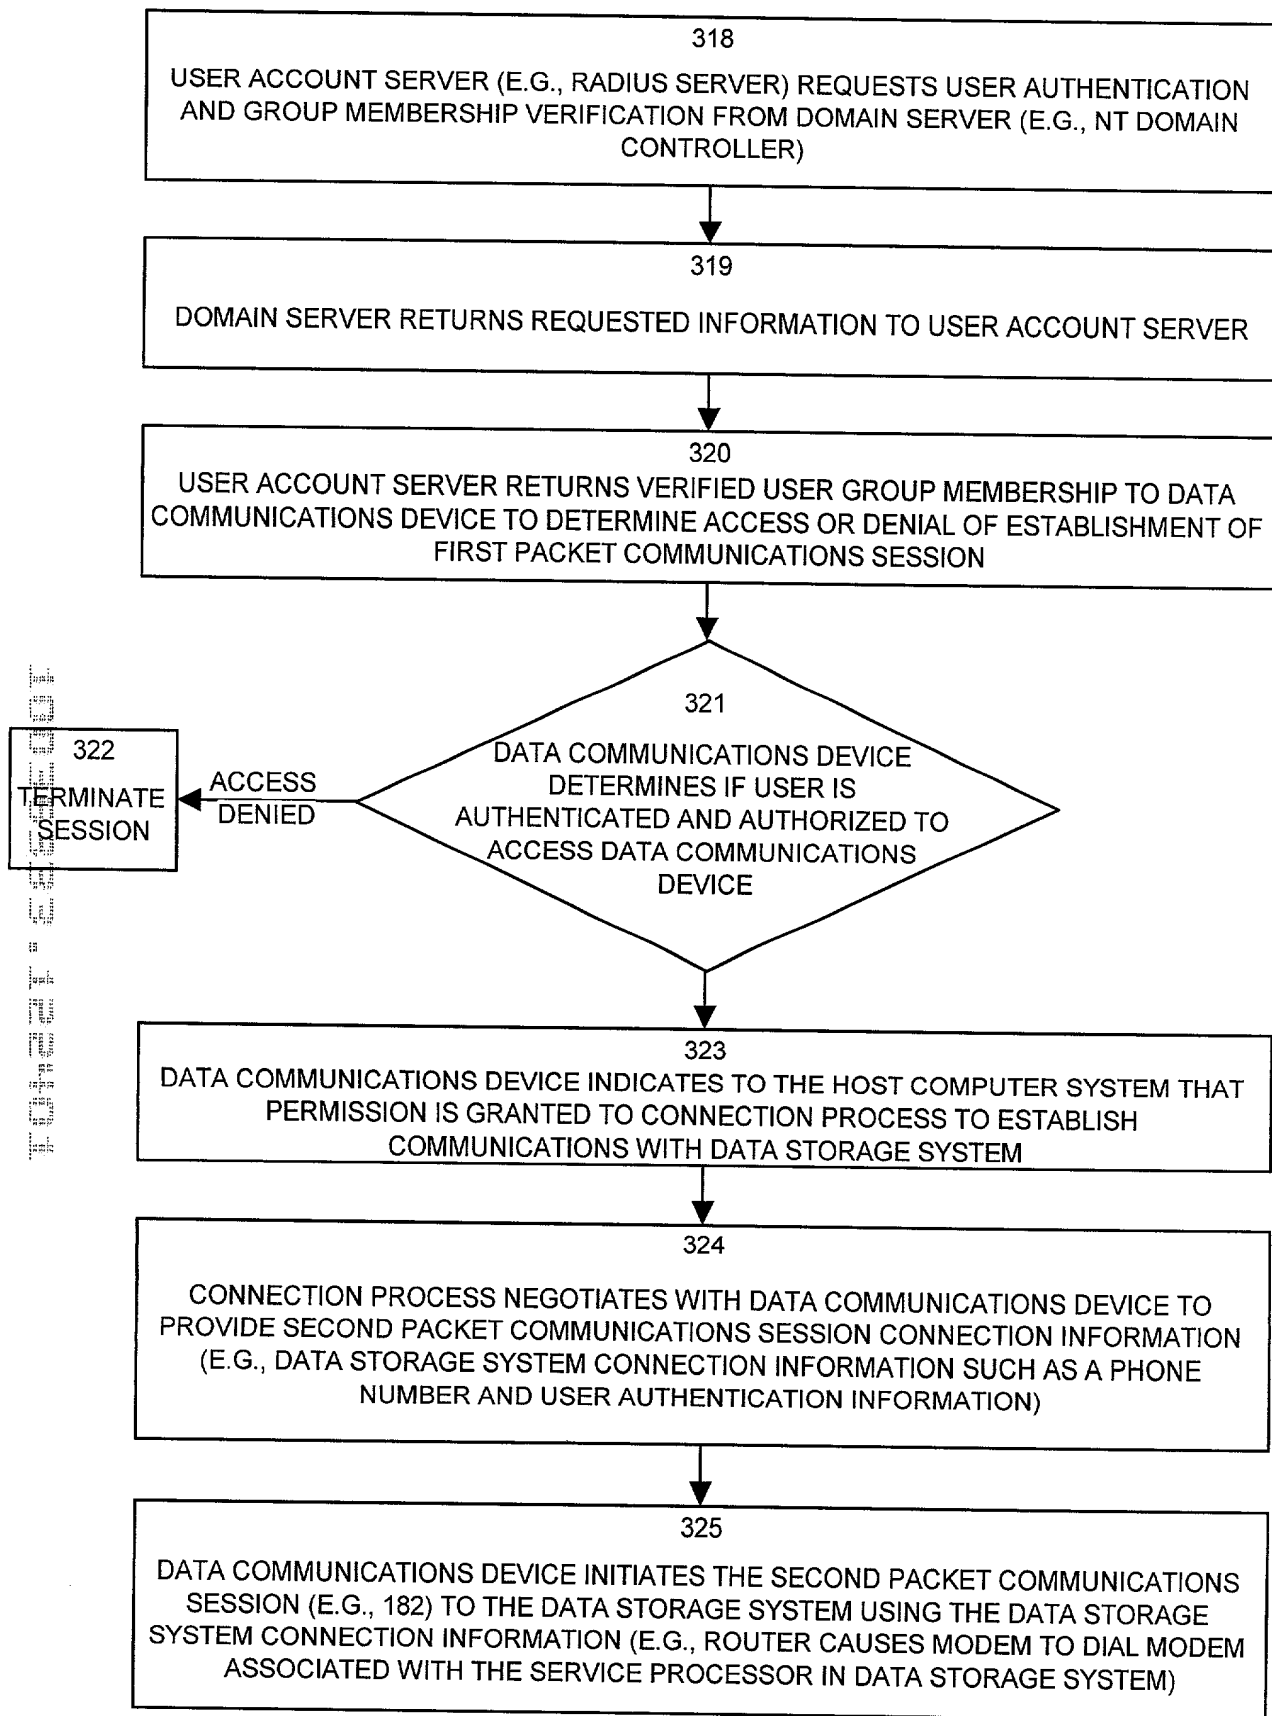 318
USER ACCOUNT SERVER (E.G., RADIUS SERVER) REQUESTS USER AUTHENTICATION
AND GROUP MEMBERSHIP VERIFICATION FROM DOMAIN SERVER (E.G., NT DOMAIN
CONTROLLER)
319
DOMAIN SERVER RETURNS REQUESTED INFORMATION TO USER ACCOUNT SERVER
320
USER ACCOUNT SERVER RETURNS VERIFIED USER GROUP MEMBERSHIP TO DATA
COMMUNICATIONS DEVICE TO DETERMINE ACCESS OR DENIAL OF ESTABLISHMENT OF
FIRST PACKET COMMUNICATIONS SESSION
321
DATA COMMUNICATIONS DEVICE
DETERMINES IF USER IS
AUTHENTICATED AND AUTHORIZED TO
ACCESS DATA COMMUNICATIONS
DEVICE
ACCESS
DENIED
322
TERMINATE
SESSION
323
DATA COMMUNICATIONS DEVICE INDICATES TO THE HOST COMPUTER SYSTEM THAT
PERMISSION IS GRANTED TO CONNECTION PROCESS TO ESTABLISH
COMMUNICATIONS WITH DATA STORAGE SYSTEM
324
CONNECTION PROCESS NEGOTIATES WITH DATA COMMUNICATIONS DEVICE TO
PROVIDE SECOND PACKET COMMUNICATIONS SESSION CONNECTION INFORMATION
(E.G., DATA STORAGE SYSTEM CONNECTION INFORMATION SUCH AS A PHONE
NUMBER AND USER AUTHENTICATION INFORMATION)
325
DATA COMMUNICATIONS DEVICE INITIATES THE SECOND PACKET COMMUNICATIONS
SESSION (E.G., 182) TO THE DATA STORAGE SYSTEM USING THE DATA STORAGE
SYSTEM CONNECTION INFORMATION (E.G., ROUTER CAUSES MODEM TO DIAL MODEM
ASSOCIATED WITH THE SERVICE PROCESSOR IN DATA STORAGE SYSTEM)